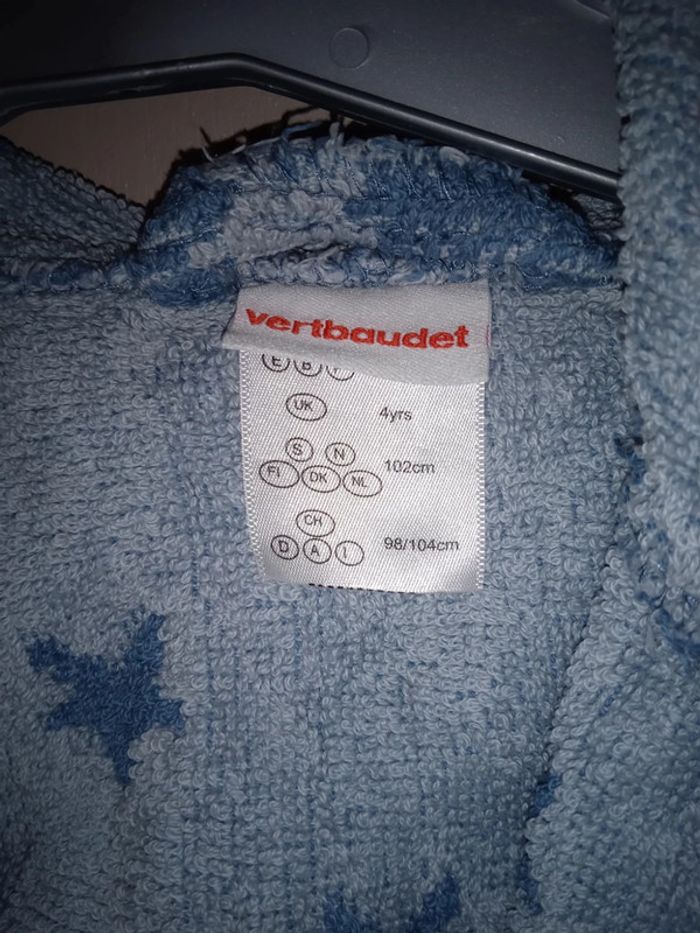 vertbaudet
E B
UK 4yrs
S N
FI DK NL 102cm
CH
D A I 98/104cm